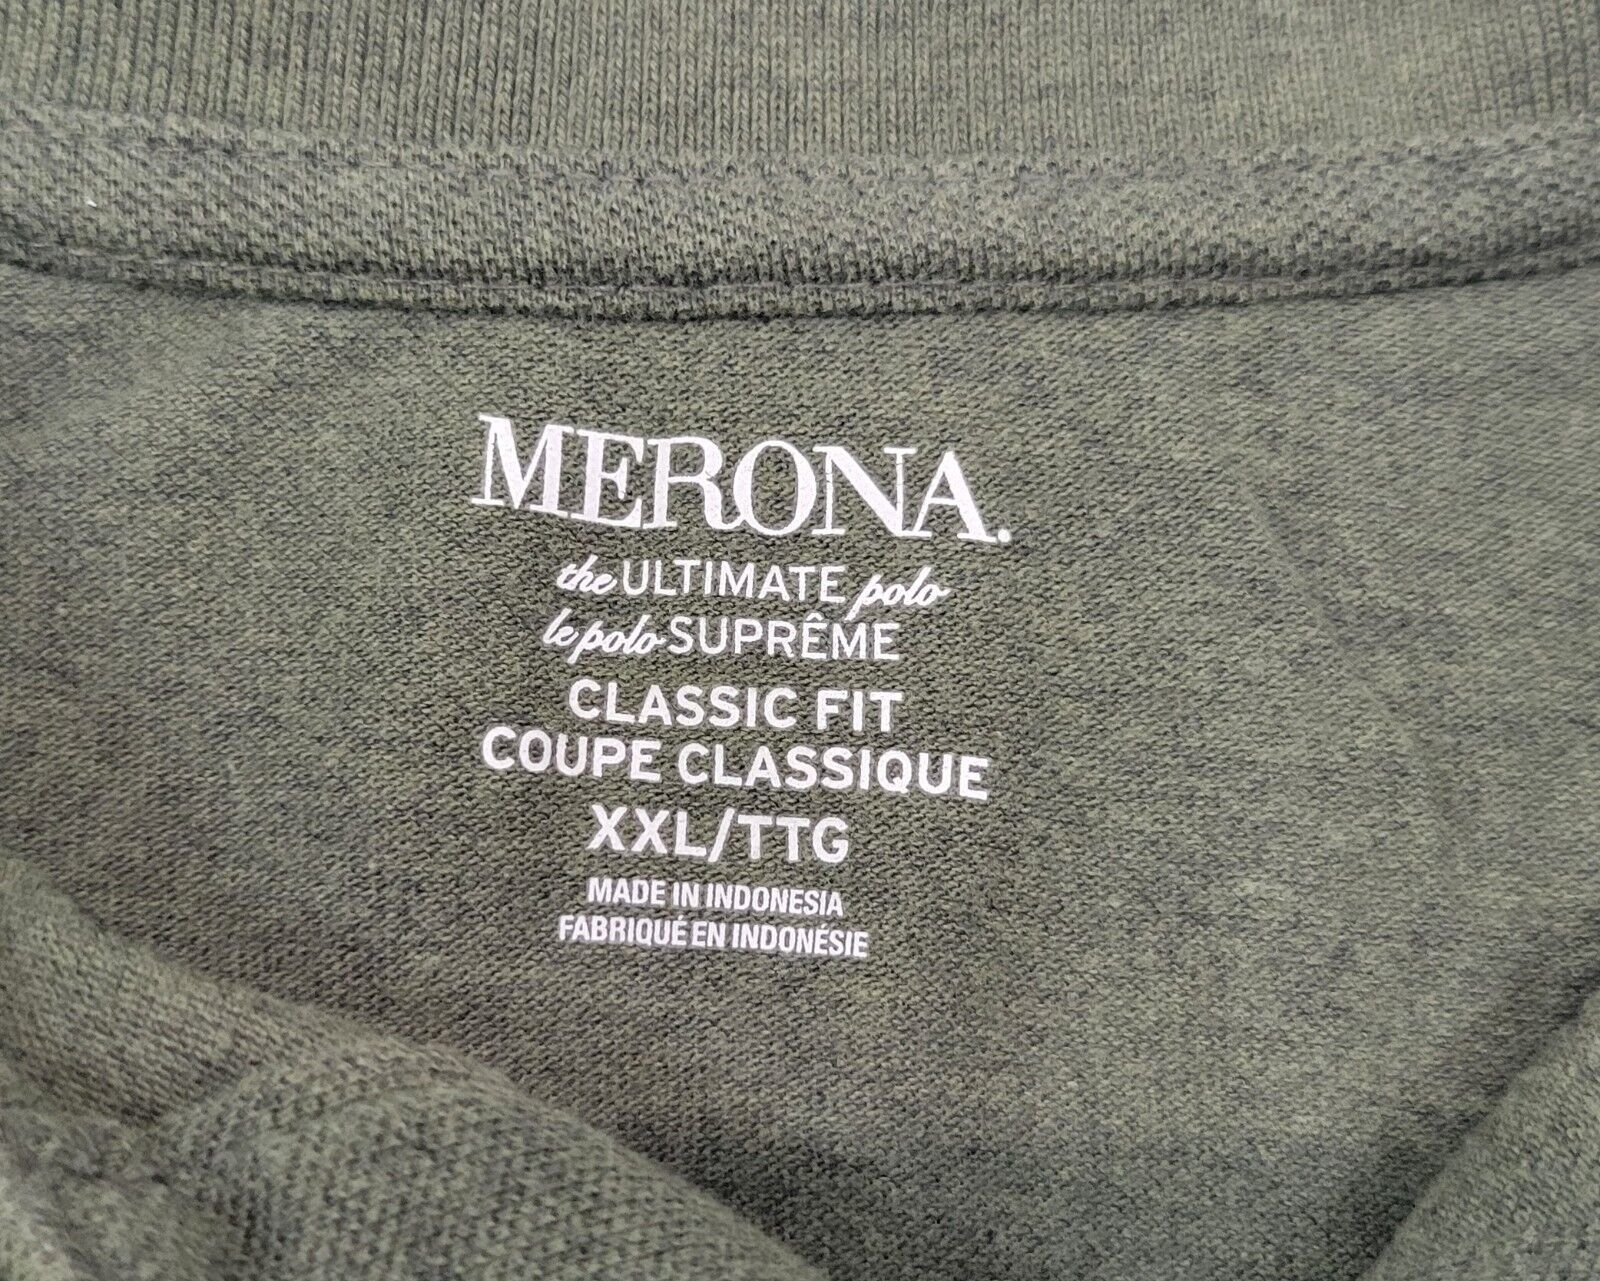 MERONA.
the ULTIMATE polo
le polo SUPRÊME
CLASSIC FIT
COUPE CLASSIQUE
XXL/TTG
MADE IN INDONESIA
FABRIQUÉ EN INDONÉSIE